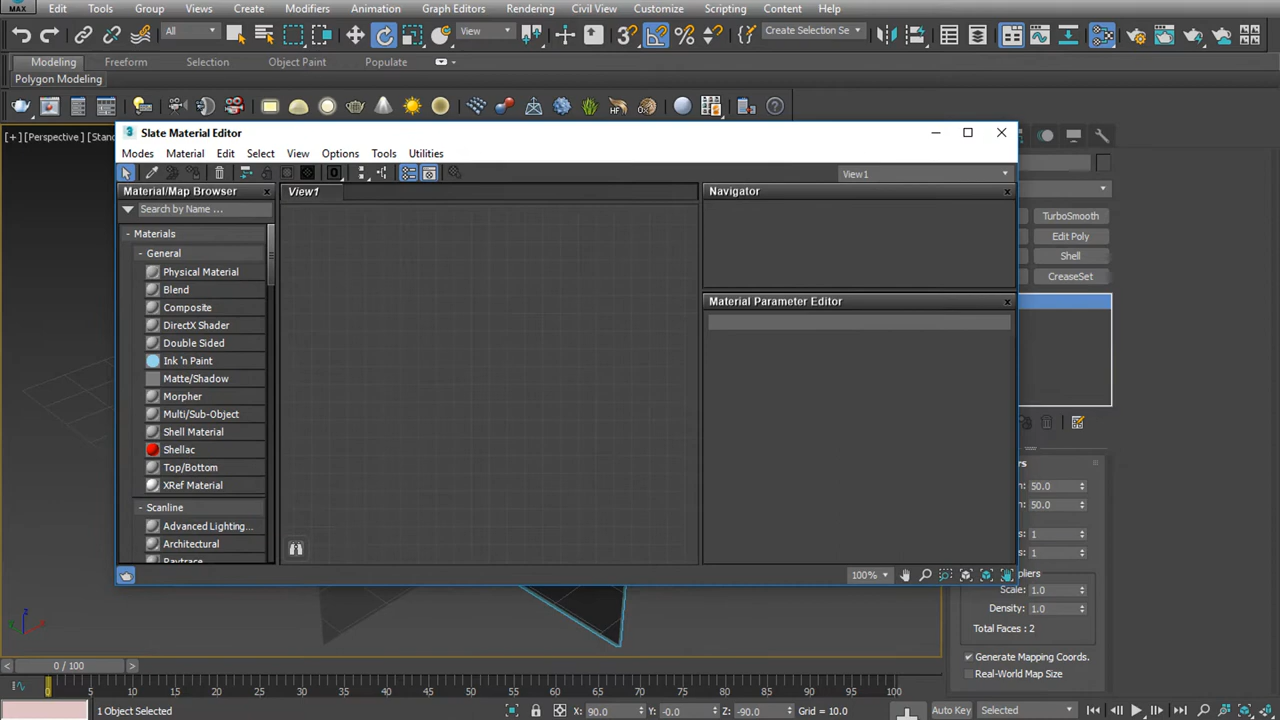 MAX
Edit Tools Group Views Create Modifiers Animation Graph Editors Rendering Civil View Customize Scripting Content Help
All View Create Selection Se
Modeling Freeform Selection Object Paint Populate
Polygon Modeling
[+] [Perspective] [Stand
Slate Material Editor
Modes Material Edit Select View Options Tools Utilities
View1
Material/Map Browser View1 Navigator
Search by Name ...
- Materials
- General
Physical Material
Blend
Composite
DirectX Shader
Double Sided
Ink 'n Paint
Matte/Shadow
Morpher
Multi/Sub-Object
Shell Material
Shellac
Top/Bottom
XRef Material
- Scanline
Advanced Lighting...
Architectural
Raytrace
Material Parameter Editor
100%
TurboSmooth
Edit Poly
Shell
CreaseSet
50.0
50.0
1
1
Scale: 1.0
Density: 1.0
Total Faces : 2
Generate Mapping Coords.
Real-World Map Size
< 0 / 100 >
0 5 10 15 20 25 30 35 40 45 50 55 60 65 70 75 80 85 90 95 100
1 Object Selected X: 90.0 Y: -0.0 Z: -90.0 Grid = 10.0 Auto Key Selected